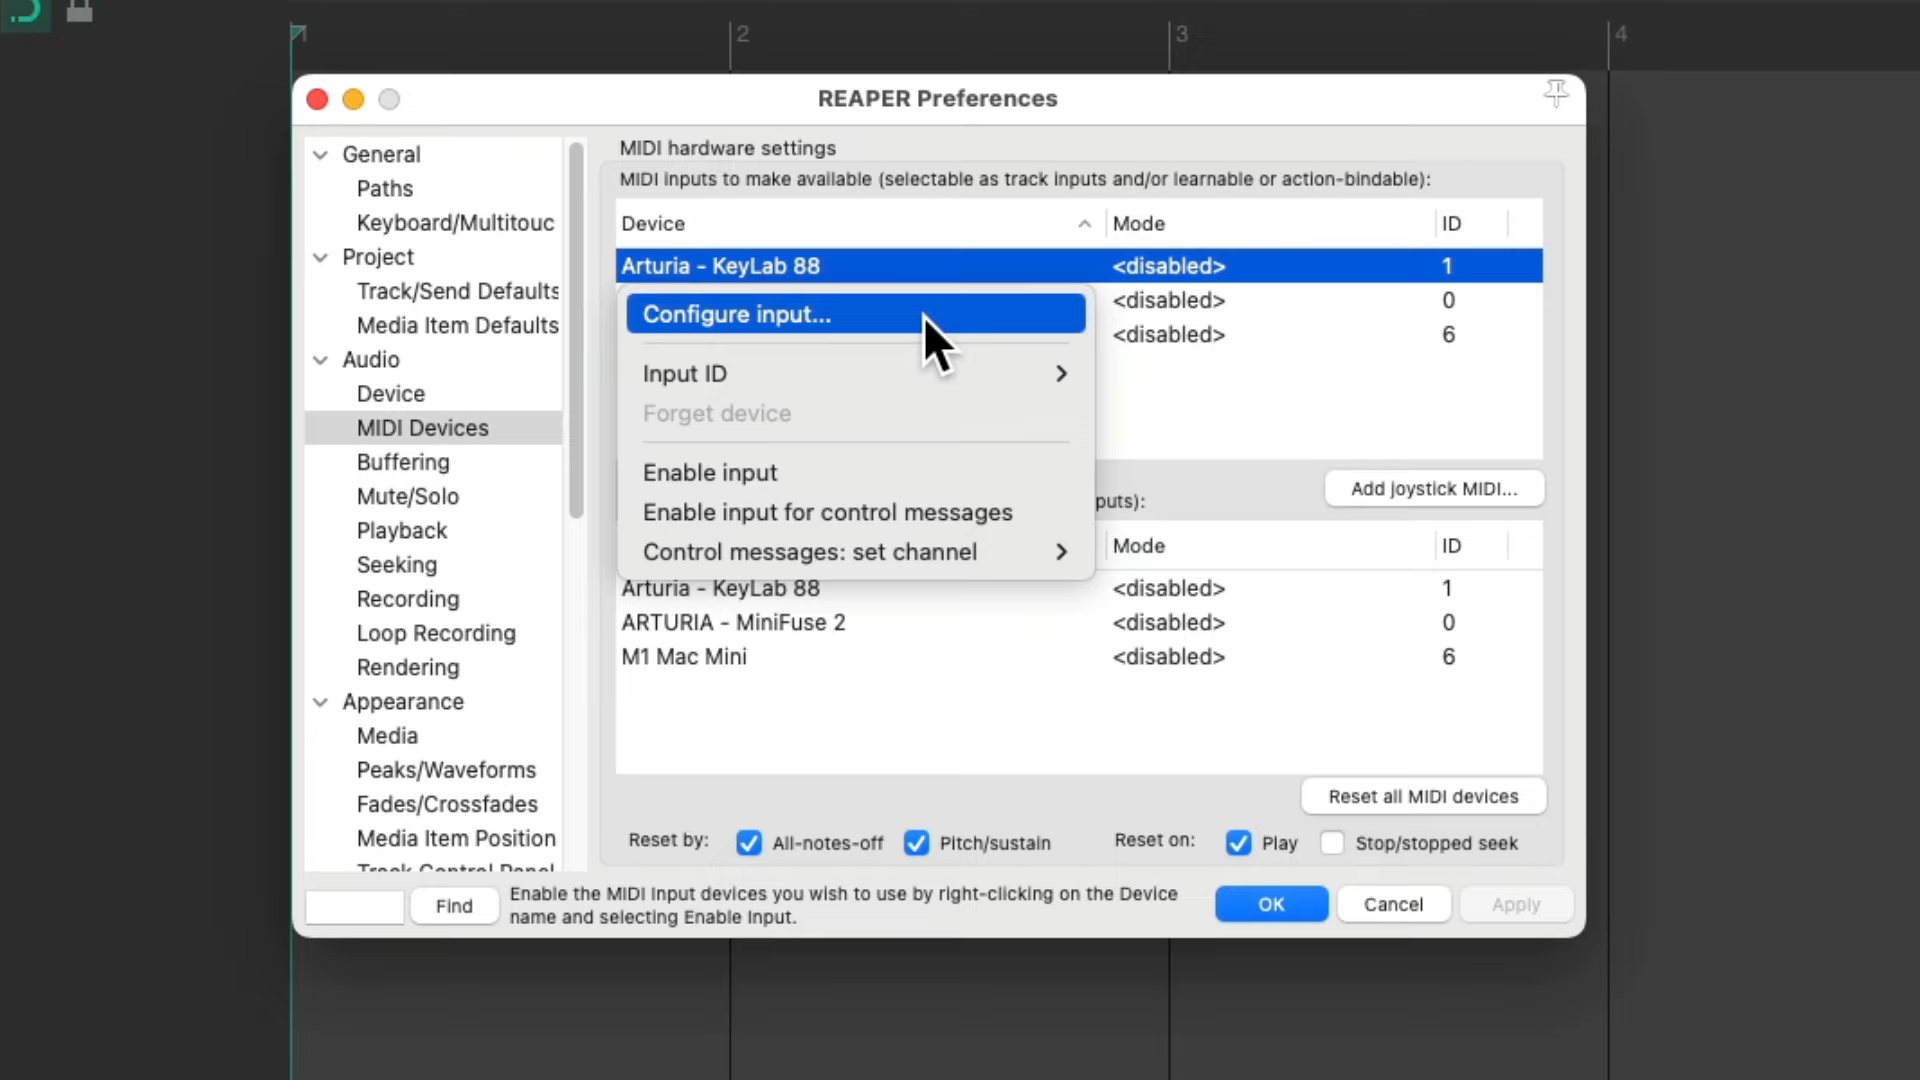 1
2
3
4
REAPER Preferences
General
Paths
Keyboard/Multitouc
Project
Track/Send Defaults
Media Item Defaults
Audio
Device
MIDI Devices
Buffering
Mute/Solo
Playback
Seeking
Recording
Loop Recording
Rendering
Appearance
Media
Peaks/Waveforms
Fades/Crossfades
Media Item Position
Track Control Panel
Find
MIDI hardware settings
MIDI inputs to make available (selectable as track inputs and/or learnable or action-bindable):
Device Mode ID
Arturia - KeyLab 88 <disabled> 1
<disabled> 0
<disabled> 6
Configure input...
Input ID
Forget device
Enable input
Enable input for control messages
Control messages: set channel
puts):
Add joystick MIDI...
Mode ID
Arturia - KeyLab 88 <disabled> 1
ARTURIA - MiniFuse 2 <disabled> 0
M1 Mac Mini <disabled> 6
Reset all MIDI devices
Reset by: All-notes-off Pitch/sustain Reset on: Play Stop/stopped seek
Enable the MIDI Input devices you wish to use by right-clicking on the Device
name and selecting Enable Input.
OK Cancel Apply